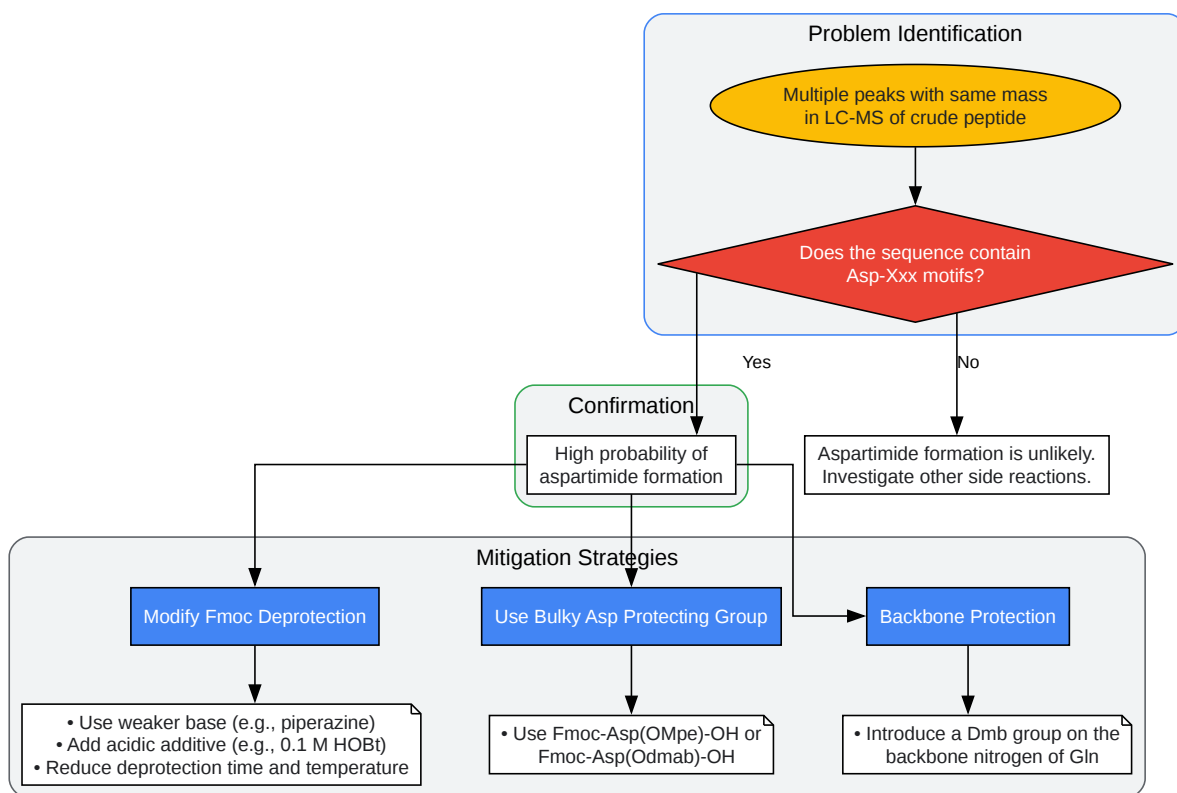 Problem Identification
Multiple peaks with same mass
in LC-MS of crude peptide
Does the sequence contain
Asp-Xxx motifs?
Yes
No
Confirmation
High probability of
aspartimide formation
Aspartimide formation is unlikely.
Investigate other side reactions.
Mitigation Strategies
Modify Fmoc Deprotection
Use Bulky Asp Protecting Group
Backbone Protection
• Use weaker base (e.g., piperazine)
• Add acidic additive (e.g., 0.1 M HOBt)
• Reduce deprotection time and temperature
• Use Fmoc-Asp(OMpe)-OH or
Fmoc-Asp(Odmab)-OH
• Introduce a Dmb group on the
backbone nitrogen of Gln